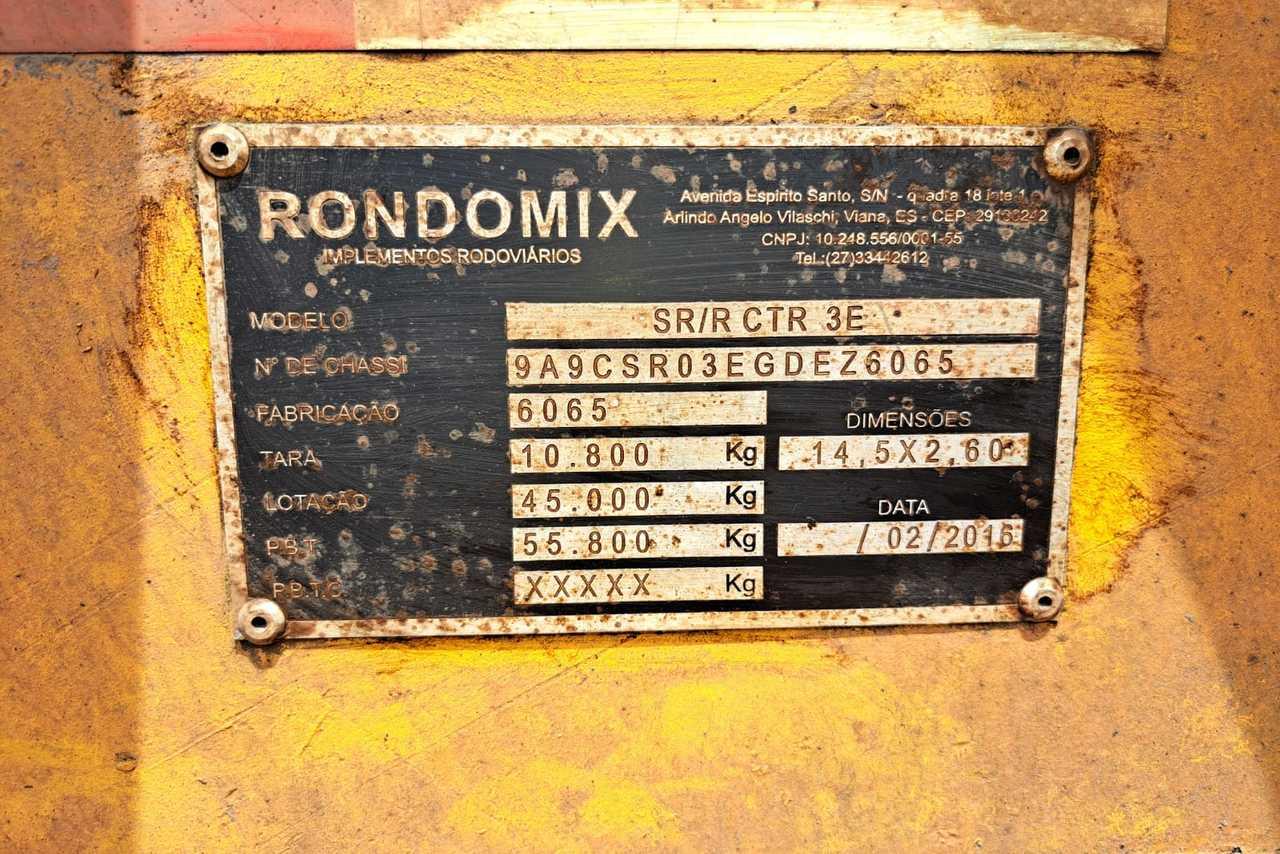 RONDOMIX
IMPLEMENTOS RODOVIÁRIOS
Avenida Espirito Santo, S/N - quadra 18 lote 1
Arlindo Angelo Vilaschi, Viana, ES - CEP:
CNPJ: 10.248.556/0001-55
Tel.:(27)33442612
MODELO SR/R CTR 3E
Nº DE CHASSI 9A9CSR03EGDEZ6065
FABRICAÇÃO 6065
TARA 10.800 Kg
DIMENSÕES
14,5X2,60
LOTAÇÃO 45.000 Kg
P.B.T. 55.800 Kg
DATA
/ 02/2016
P.B.T.C XXXXX Kg